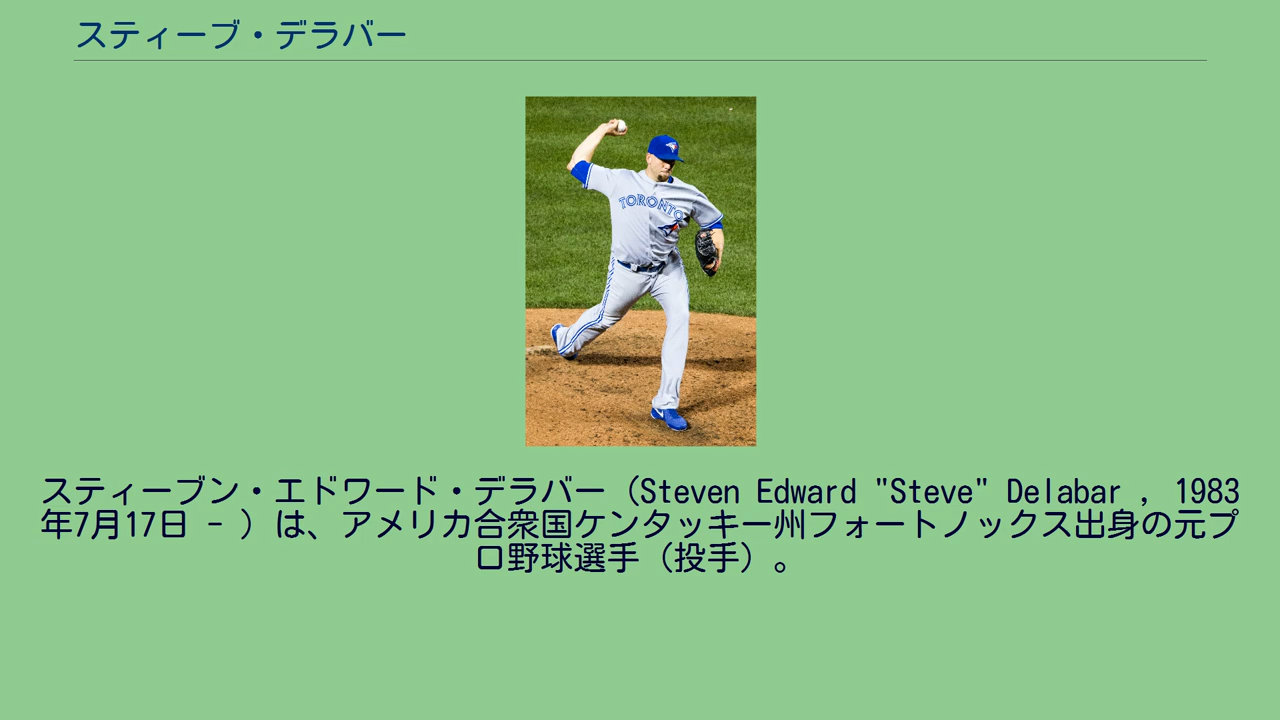 スティーブ・デラバー
TORONTO
スティーブン・エドワード・デラバー（Steven Edward "Steve" Delabar , 1983
年7月17日 - ）は、アメリカ合衆国ケンタッキー州フォートノックス出身の元プ
ロ野球選手（投手）。